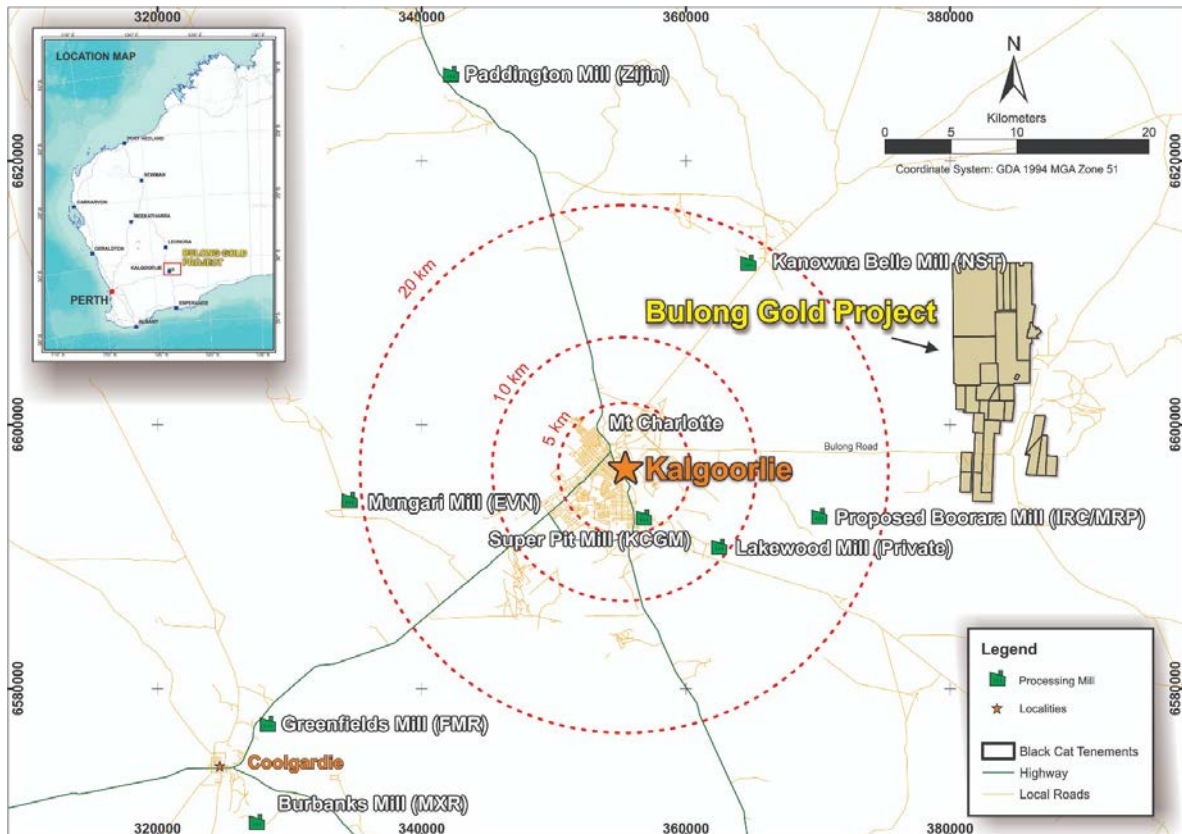 320000
340000
360000
380000
LOCATION MAP
PORT HEDLAND
NEWMAN
CARNARVON
MEEKATHARRA
GERALDTON
LEONORA
KALGOORLIE
BULONG GOLD
PROJECT
PERTH
ESPERANCE
ALBANY
Paddington Mill (Zijin)
N
Kilometers
0
5
10
20
Coordinate System: GDA 1994 MGA Zone 51
6620000
6620000
20 km
Kanowna Belle Mill (NST)
Bulong Gold Project
10 km
5 km
6600000
6600000
Mt Charlotte
Bulong Road
Kalgoorlie
Mungari Mill (EVN)
Super Pit Mill (KCGM)
Proposed Boorara Mill (IRC/MRP)
Lakewood Mill (Private)
6580000
6580000
Greenfields Mill (FMR)
Coolgardie
Burbanks Mill (MXR)
Legend
Processing Mill
Localities
Black Cat Tenements
Highway
Local Roads
320000
340000
360000
380000